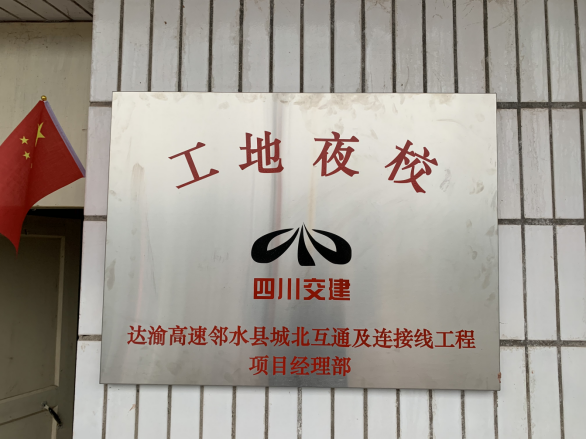 工地夜校
四川交建
达渝高速邻水县城北互通及连接线工程
项目经理部